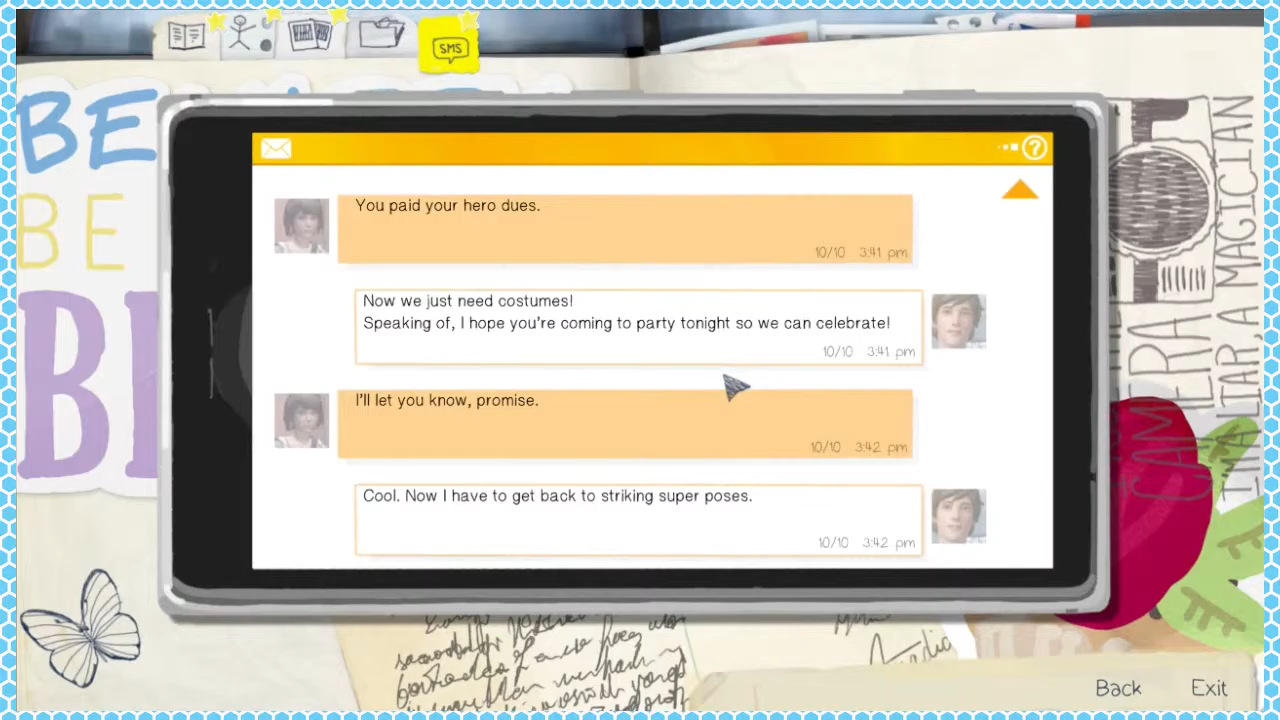 SMS
BE
BE
?
You paid your hero dues.
10/10 3:41 pm
Now we just need costumes!
Speaking of, I hope you're coming to party tonight so we can celebrate!
10/10 3:41 pm
I'll let you know, promise.
10/10 3:42 pm
Cool. Now I have to get back to striking super poses.
10/10 3:42 pm
CAMERA
LIAR, A MAGICIAN
Back
Exit